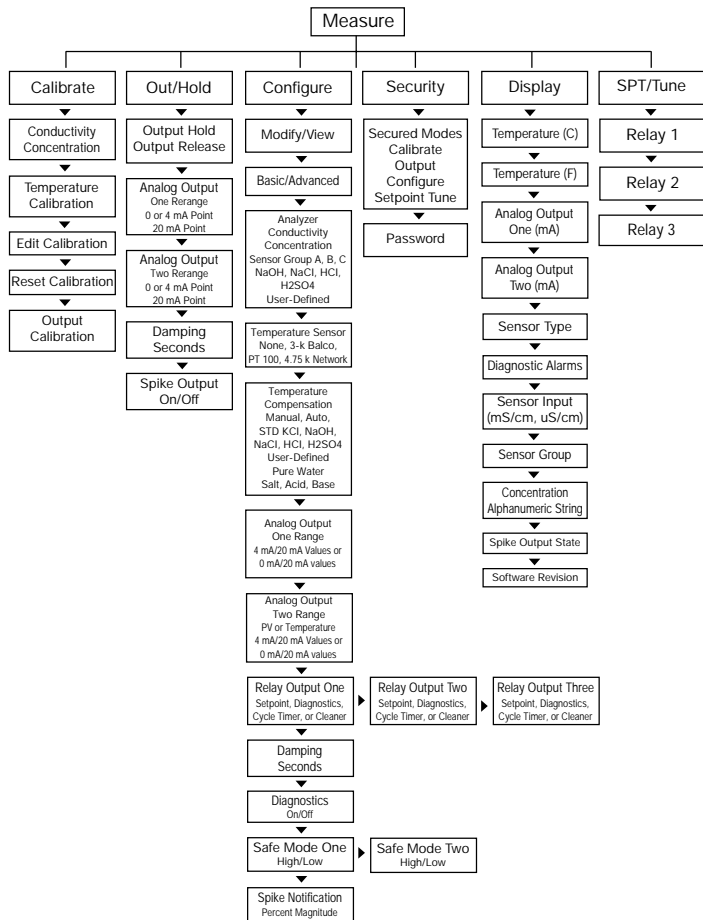 Measure
Calibrate
Conductivity
Concentration
Temperature
Calibration
Edit Calibration
Reset Calibration
Output
Calibration
Out/Hold
Output Hold
Output Release
Analog Output
One Rerange
0 or 4 mA Point
20 mA Point
Analog Output
Two Rerange
0 or 4 mA Point
20 mA Point
Damping
Seconds
Spike Output
On/Off
Configure
Modify/View
Basic/Advanced
Analyzer
Conductivity
Concentration
Sensor Group A, B, C
NaOH, NaCl, HCl,
H2SO4
User-Defined
Temperature Sensor
None, 3-k Balco,
PT 100, 4.75 k Network
Temperature
Compensation
Manual, Auto,
STD KCl, NaOH,
NaCl, HCl, H2SO4
User-Defined
Pure Water
Salt, Acid, Base
Analog Output
One Range
4 mA/20 mA Values or
0 mA/20 mA values
Analog Output
Two Range
PV or Temperature
4 mA/20 mA Values or
0 mA/20 mA values
Relay Output One
Setpoint, Diagnostics,
Cycle Timer, or Cleaner
Relay Output Two
Setpoint, Diagnostics,
Cycle Timer, or Cleaner
Relay Output Three
Setpoint, Diagnostics,
Cycle Timer, or Cleaner
Damping
Seconds
Diagnostics
On/Off
Safe Mode One
High/Low
Safe Mode Two
High/Low
Spike Notification
Percent Magnitude
Security
Secured Modes
Calibrate
Output
Configure
Setpoint Tune
Password
Display
Temperature (C)
Temperature (F)
Analog Output
One (mA)
Analog Output
Two (mA)
Sensor Type
Diagnostic Alarms
Sensor Input
(mS/cm, uS/cm)
Sensor Group
Concentration
Alphanumeric String
Spike Output State
Software Revision
SPT/Tune
Relay 1
Relay 2
Relay 3